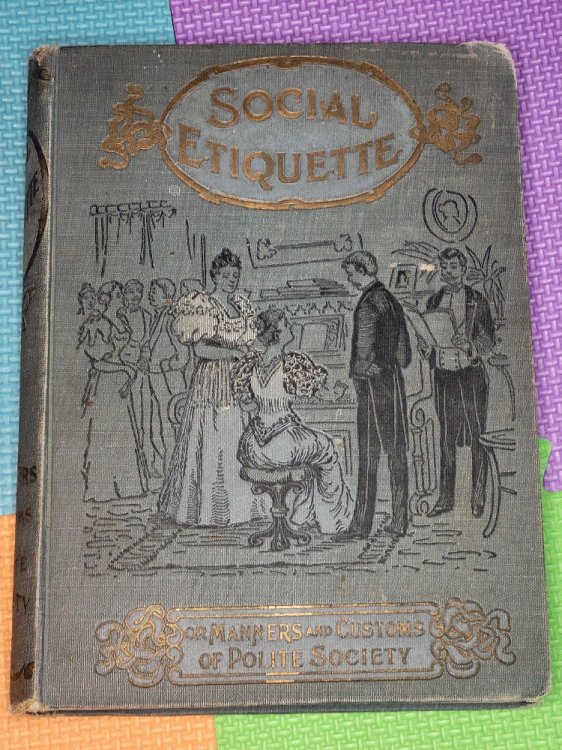 SOCIAL
ETIQUETTE
OR MANNERS AND CUSTOMS
OF POLITE SOCIETY